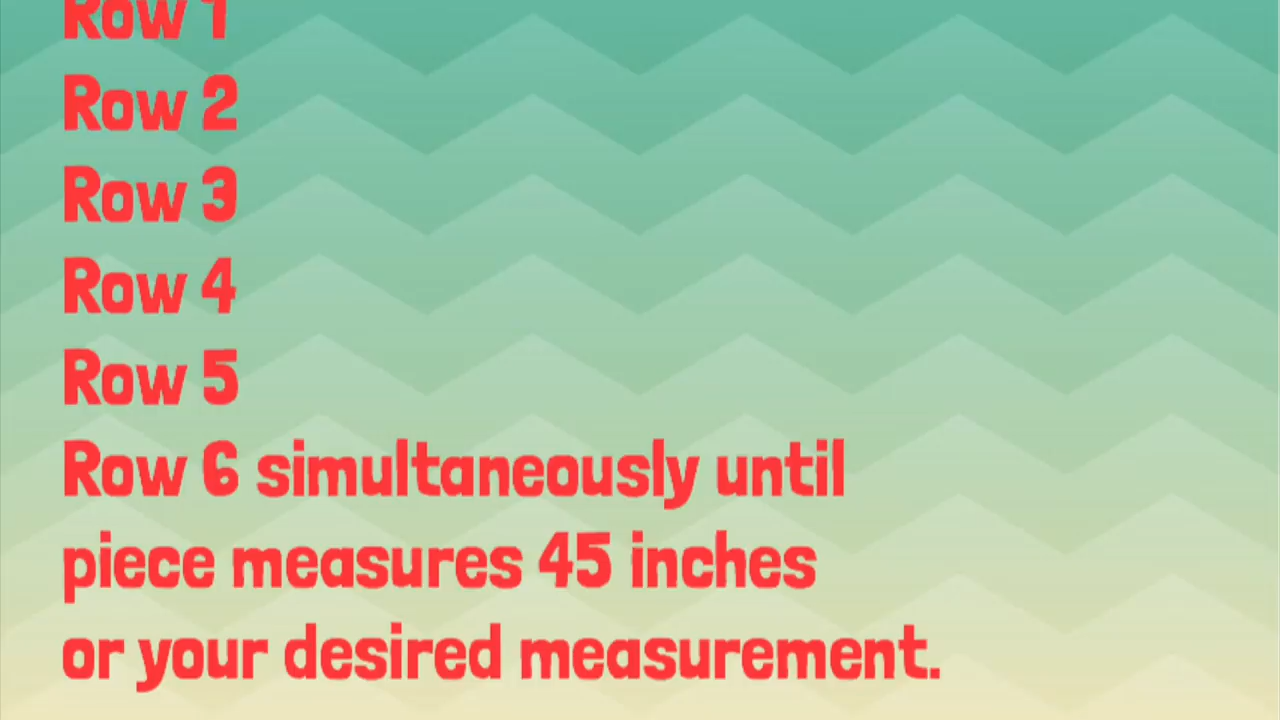 Row 1
Row 2
Row 3
Row 4
Row 5
Row 6 simultaneously until
piece measures 45 inches
or your desired measurement.